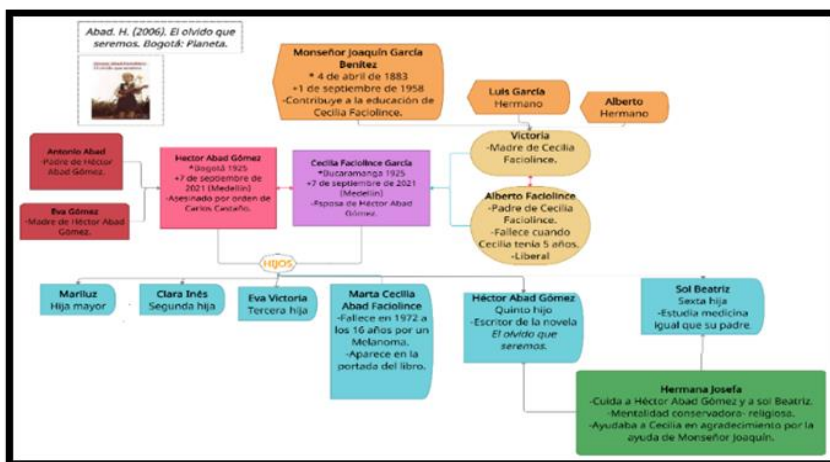 Abad. H. (2006). El olvido que
seremos. Bogotá: Planeta.
Monseñor Joaquín García
Benítez
* 4 de abril de 1883
+1 de septiembre de 1958
-Contribuye a la educación de
Cecilia Faciolince.
Luis García
Hermano
Alberto
Hermano
Victoria
-Madre de Cecilia
Faciolince.
Antonio Abad
-Padre de Héctor
Abad Gómez.
Eva Gómez
-Madre de Héctor Abad
Gómez.
Hector Abad Gómez
*Bogotá 1925
+7 de septiembre de
2021 (Medellín)
-Asesinado por orden de
Carlos Castaño.
Cecilia Faciolince García
*Bucaramanga 1925
+7 de septiembre de 2021
(Medellín)
-Esposa de Héctor Abad
Gómez.
Alberto Faciolince
-Padre de Cecilia
Faciolince.
-Fallece cuando
Cecilia tenía 5 años.
-Liberal
HIJOS
Mariluz
Hija mayor
Clara Inés
Segunda hija
Eva Victoria
Tercera hija
Marta Cecilia
Abad Faciolince
-Fallece en 1972 a
los 16 años por un
Melanoma.
-Aparece en la
portada del libro.
Héctor Abad Gómez
Quinto hijo
-Escritor de la novela
El olvido que
seremos.
Sol Beatriz
Sexta hija
-Estudia medicina
igual que su padre.
Hermana Josefa
-Cuida a Héctor Abad Gómez y a sol Beatriz.
-Mentalidad conservadora- religiosa.
-Ayudaba a Cecilia en agradecimiento por la
ayuda de Monseñor Joaquín.